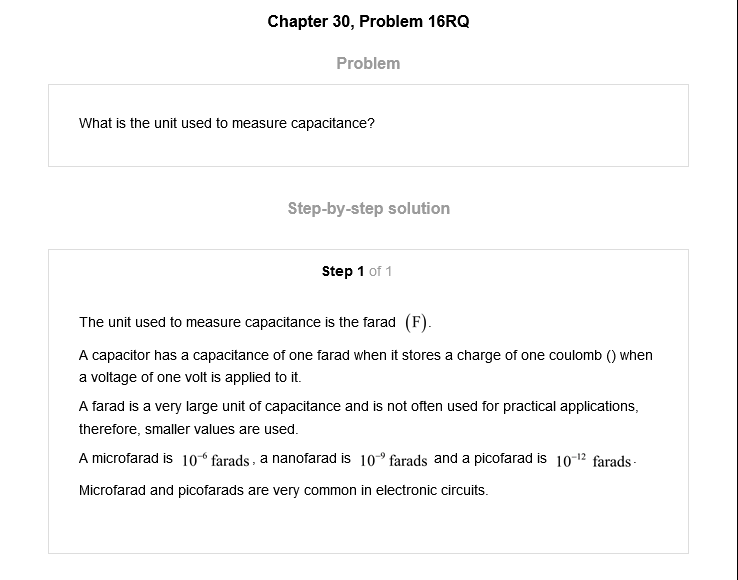 Chapter 30, Problem 16RQ
Problem
What is the unit used to measure capacitance?
Step-by-step solution
Step 1 of 1
The unit used to measure capacitance is the farad (F).
A capacitor has a capacitance of one farad when it stores a charge of one coulomb () when
a voltage of one volt is applied to it.
A farad is a very large unit of capacitance and is not often used for practical applications,
therefore, smaller values are used.
A microfarad is 10⁻⁶ farads, a nanofarad is 10⁻⁹ farads and a picofarad is 10⁻¹² farads.
Microfarad and picofarads are very common in electronic circuits.